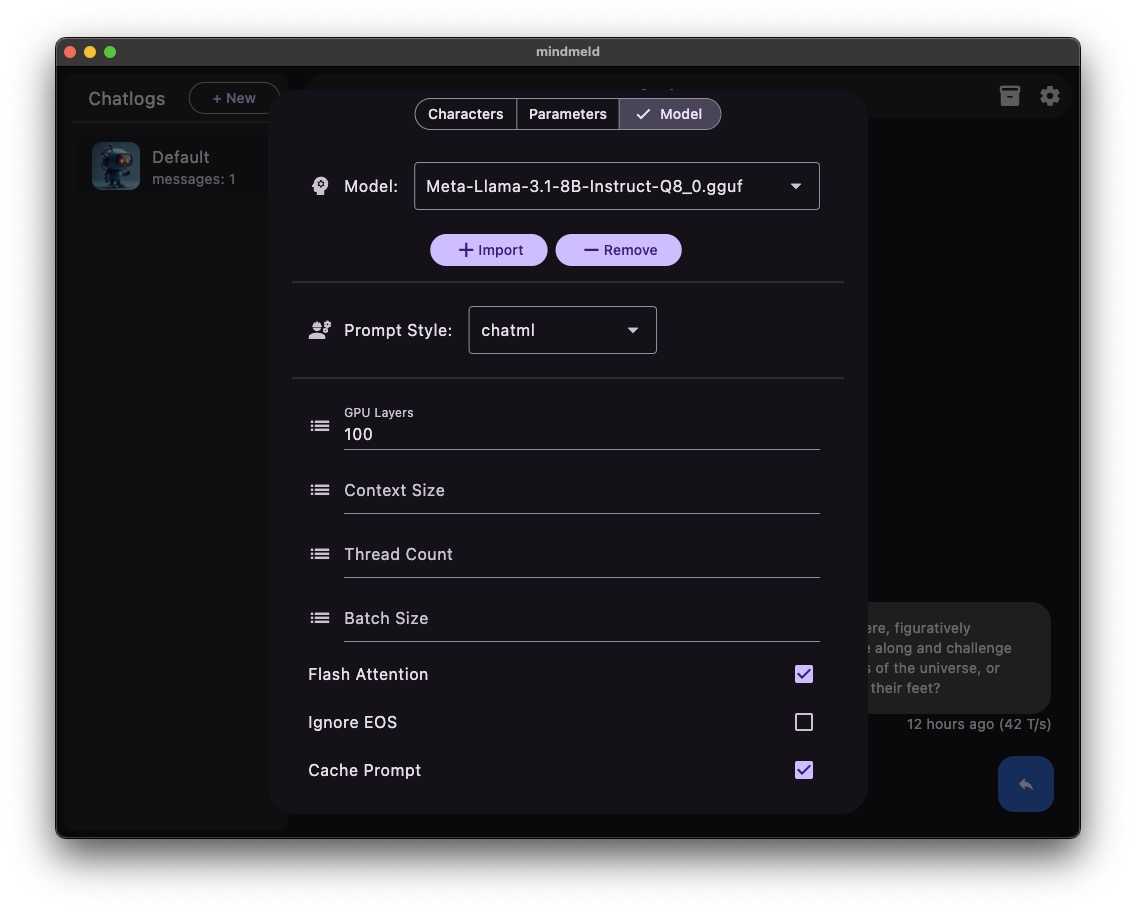 mindmeld
Chatlogs
+ New
Default
messages: 1
Characters
Parameters
Model
Model:
Meta-Llama-3.1-8B-Instruct-Q8_0.gguf
Import
Remove
Prompt Style:
chatml
GPU Layers
100
Context Size
Thread Count
Batch Size
Flash Attention
Ignore EOS
Cache Prompt
figuratively
along and challenge
of the universe, or
their feet?
12 hours ago (42 T/s)